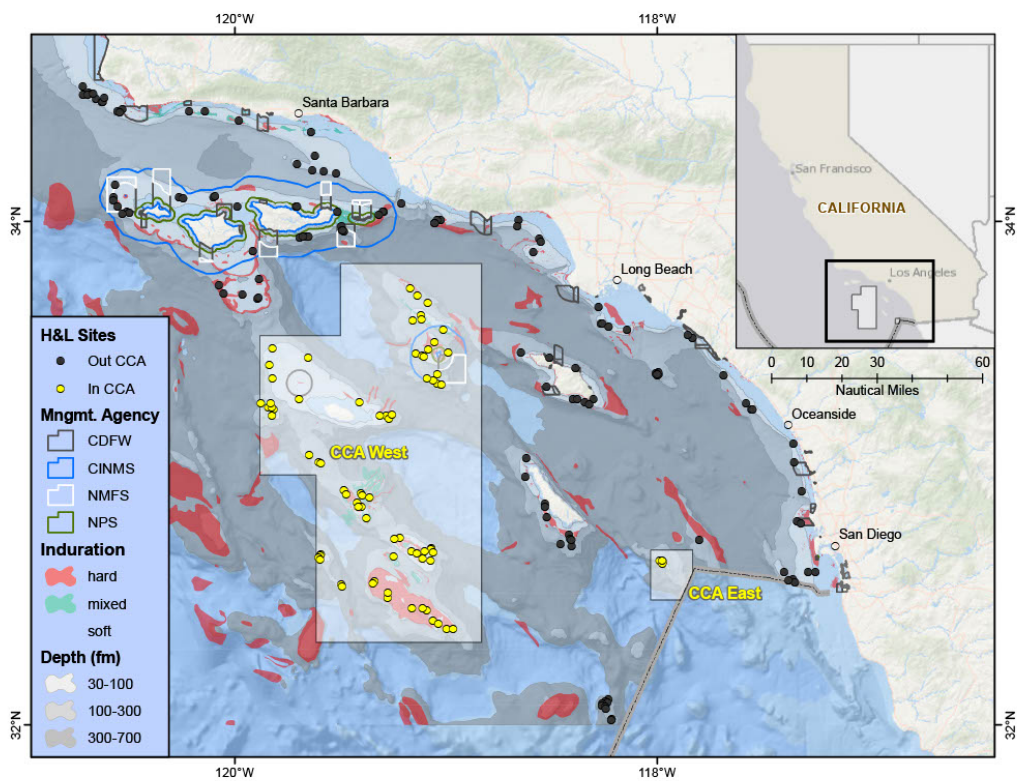 120°W
118°W
Santa Barbara
San Francisco
CALIFORNIA
Los Angeles
34°N
34°N
Long Beach
0 10 20 30 40 60
Nautical Miles
H&L Sites
Out CCA
In CCA
Mngmt. Agency
CDFW
CINMS
NMFS
NPS
Induration
hard
mixed
soft
Depth (fm)
30-100
100-300
300-700
Oceanside
CCA West
San Diego
CCA East
32°N
32°N
120°W
118°W